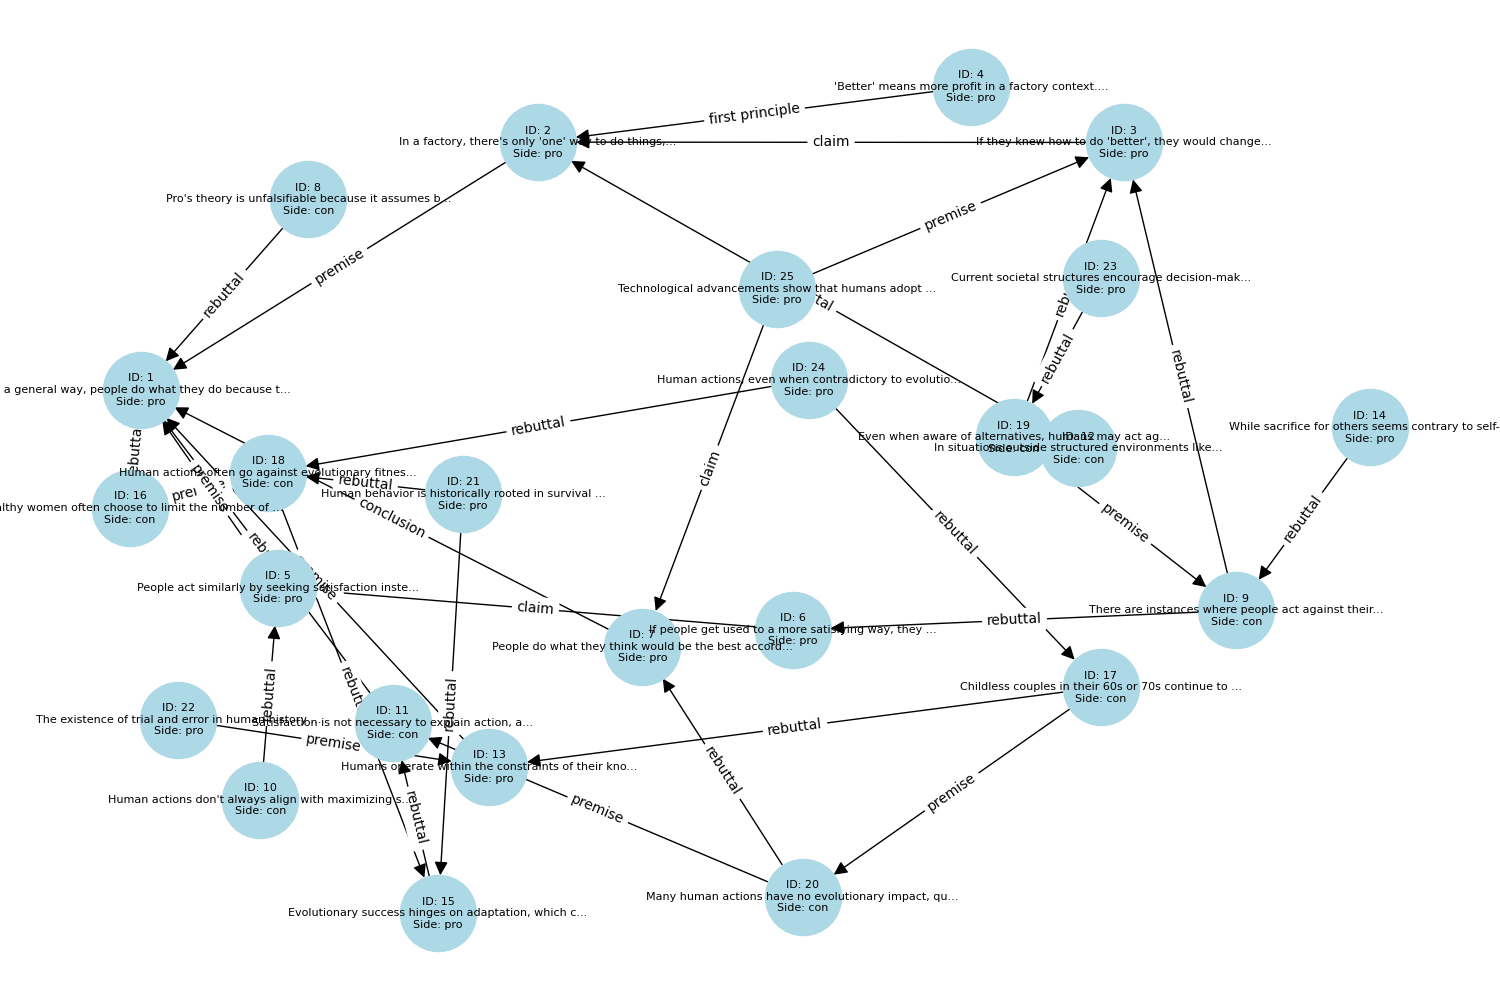 ID: 4
'Better' means more profit in a factory context....
Side: pro
first principle
ID: 2
In a factory, there's only 'one' way to do things,...
Side: pro
claim
ID: 3
If they knew how to do 'better', they would change...
Side: pro
ID: 8
Pro's theory is unfalsifiable because it assumes b...
Side: con
premise
premise
rebuttal
ID: 25
Technological advancements show that humans adopt ...
Side: pro
ID: 23
Current societal structures encourage decision-mak...
Side: pro
rebuttal
rebuttal
ID: 1
a general way, people do what they do because t...
Side: pro
ID: 24
Human actions, even when contradictory to evolutio...
Side: pro
rebuttal
ID: 14
While sacrifice for others seems contrary to self-
Side: pro
ID: 19
Even when aware of alternatives, humans may act ag...
Side: con
ID: 12
In situations outside structured environments like...
Side: con
ID: 18
Human actions often go against evolutionary fitnes...
Side: con
claim
rebuttal
ID: 21
Human behavior is historically rooted in survival ...
Side: pro
premise
ID: 16
women often choose to limit the number of ...
Side: con
conclusion
rebuttal
premise
rebuttal
ID: 5
People act similarly by seeking satisfaction inste...
Side: pro
claim
ID: 6
If people get used to a more satisfying way, they ...
Side: pro
rebuttal
ID: 9
There are instances where people act against their...
Side: con
ID: 7
People do what they think would be the best accord...
Side: pro
rebuttal
rebuttal
ID: 17
Childless couples in their 60s or 70s continue to ...
Side: con
ID: 22
The existence of trial and error in human history ...
Side: pro
ID: 11
Satisfaction is not necessary to explain action, a...
Side: con
premise
rebuttal
rebuttal
ID: 13
Humans operate within the constraints of their kno...
Side: pro
ID: 10
Human actions don't always align with maximizing s...
Side: con
rebuttal
premise
premise
ID: 20
Many human actions have no evolutionary impact, qu...
Side: con
ID: 15
Evolutionary success hinges on adaptation, which c...
Side: pro